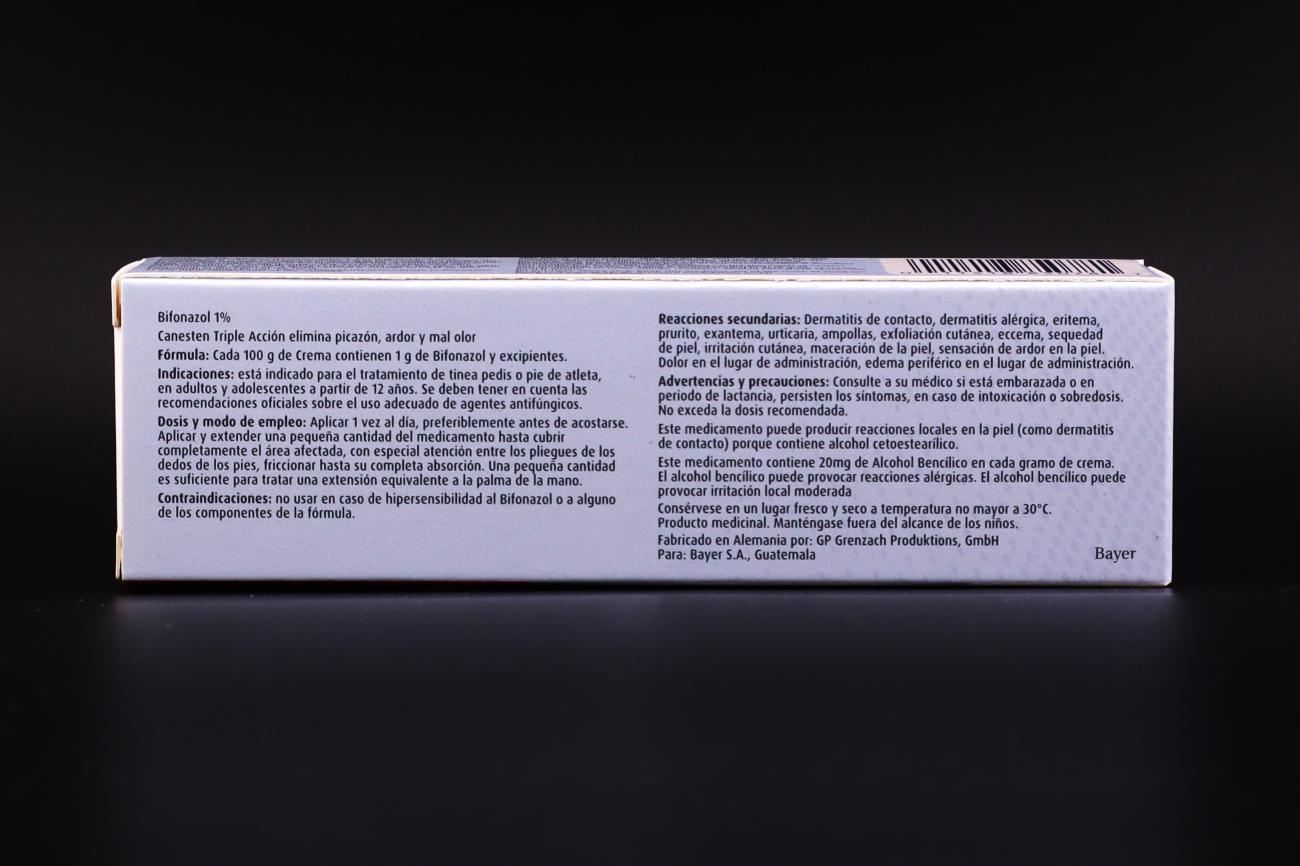 Bifonazol 1%
Canesten Triple Acción elimina picazón, ardor y mal olor
Fórmula: Cada 100 g de Crema contienen 1 g de Bifonazol y excipientes.
Indicaciones: está indicado para el tratamiento de tinea pedis o pie de atleta,
en adultos y adolescentes a partir de 12 años. Se deben tener en cuenta las
recomendaciones oficiales sobre el uso adecuado de agentes antifúngicos.
Dosis y modo de empleo: Aplicar 1 vez al día, preferiblemente antes de acostarse.
Aplicar y extender una pequeña cantidad del medicamento hasta cubrir
completamente el área afectada, con especial atención entre los pliegues de los
dedos de los pies, friccionar hasta su completa absorción. Una pequeña cantidad
es suficiente para tratar una extensión equivalente a la palma de la mano.
Contraindicaciones: no usar en caso de hipersensibilidad al Bifonazol o a alguno
de los componentes de la fórmula.
Reacciones secundarias: Dermatitis de contacto, dermatitis alérgica, eritema,
prurito, exantema, urticaria, ampollas, exfoliación cutánea, eccema, sequedad
de piel, irritación cutánea, maceración de la piel, sensación de ardor en la piel.
Dolor en el lugar de administración, edema periférico en el lugar de administración.
Advertencias y precauciones: Consulte a su médico si está embarazada o en
periodo de lactancia, persisten los síntomas, en caso de intoxicación o sobredosis.
No exceda la dosis recomendada.
Este medicamento puede producir reacciones locales en la piel (como dermatitis
de contacto) porque contiene alcohol cetoestearílico.
Este medicamento contiene 20mg de Alcohol Bencílico en cada gramo de crema.
El alcohol bencílico puede provocar reacciones alérgicas. El alcohol bencílico puede
provocar irritación local moderada
Consérvese en un lugar fresco y seco a temperatura no mayor a 30°C.
Producto medicinal. Manténgase fuera del alcance de los niños.
Fabricado en Alemania por: GP Grenzach Produktions, GmbH
Para: Bayer S.A., Guatemala
Bayer